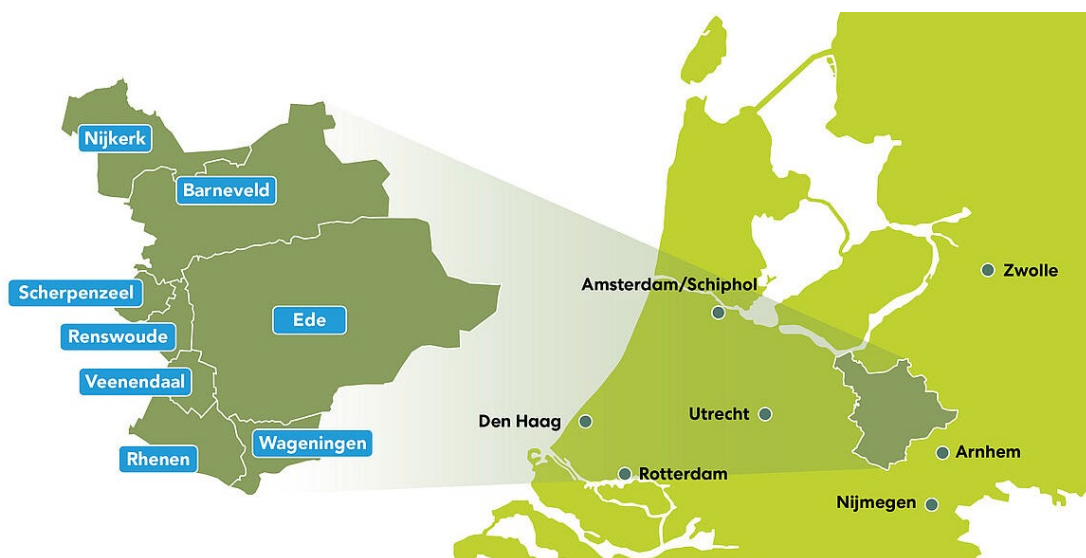 Nijkerk
Barneveld
Scherpenzeel
Ede
Renswoude
Veenendaal
Wageningen
Rhenen
Zwolle
Amsterdam/Schiphol
Den Haag
Utrecht
Arnhem
Rotterdam
Nijmegen